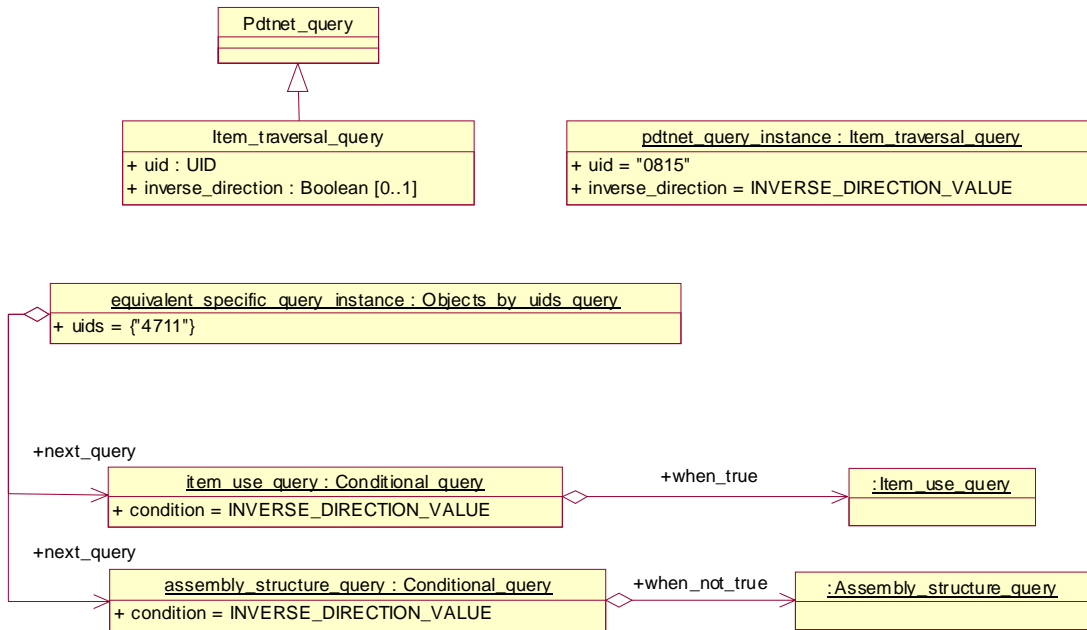 Pdtnet_query
Item_traversal_query
+ uid : UID
+ inverse_direction : Boolean [0..1]
pdtnet_query_instance : Item_traversal_query
+ uid = "0815"
+ inverse_direction = INVERSE_DIRECTION_VALUE
equivalent_specific_query_instance : Objects_by_uids_query
+ uids = {"4711"}
+next_query
item_use_query : Conditional_query
+ condition = INVERSE_DIRECTION_VALUE
+when_true
:Item_use_query
+next_query
assembly_structure_query : Conditional_query
+ condition = INVERSE_DIRECTION_VALUE
+when_not_true
:Assembly_structure_query